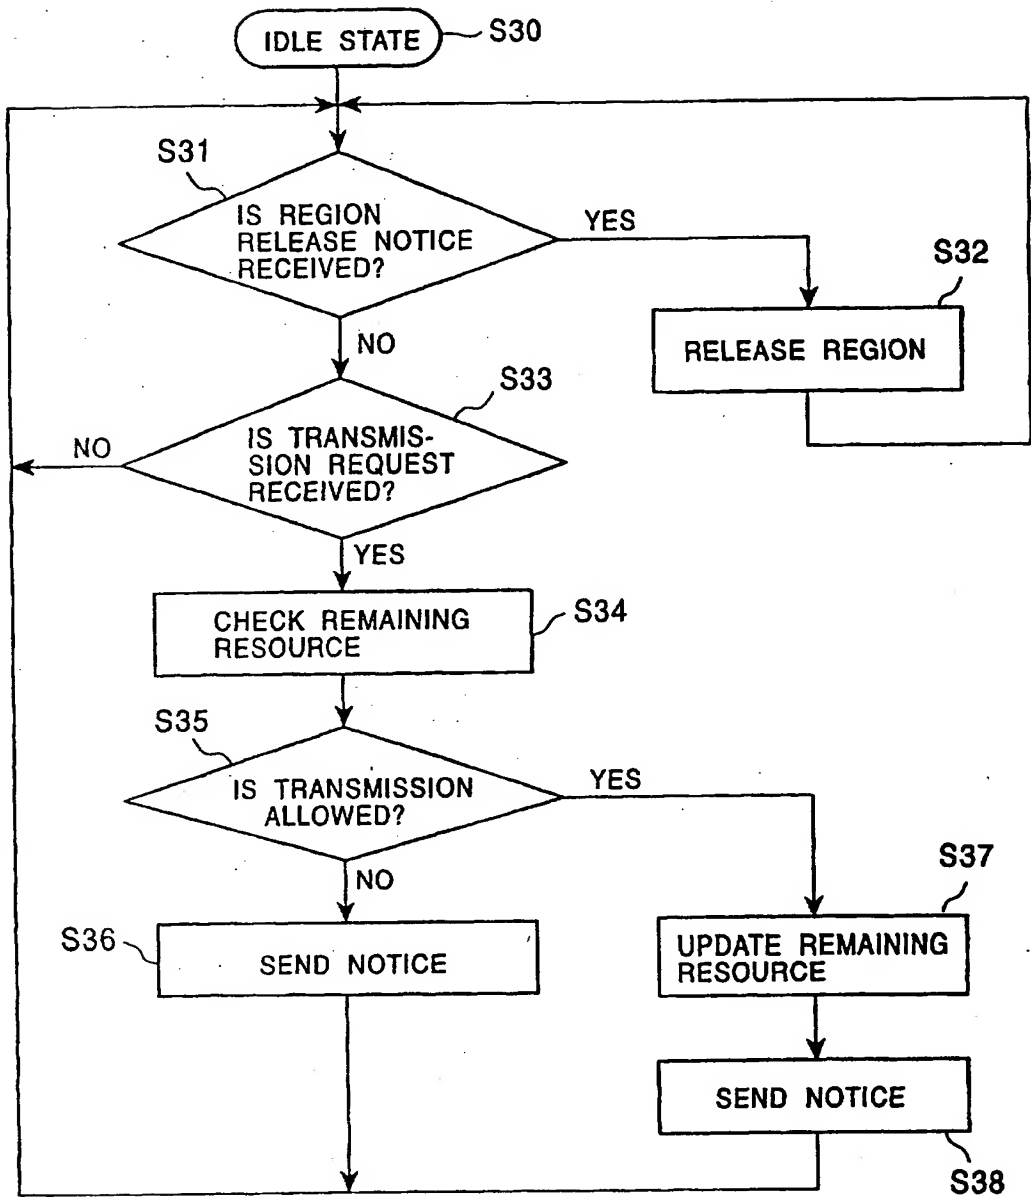 IDLE STATE
S30
S31
IS REGION
RELEASE NOTICE
RECEIVED?
YES
S32
RELEASE REGION
NO
S33
NO
IS TRANSMIS-
SION REQUEST
RECEIVED?
YES
CHECK REMAINING
RESOURCE
S34
S35
IS TRANSMISSION
ALLOWED?
YES
NO
S37
S36
SEND NOTICE
UPDATE REMAINING
RESOURCE
SEND NOTICE
S38